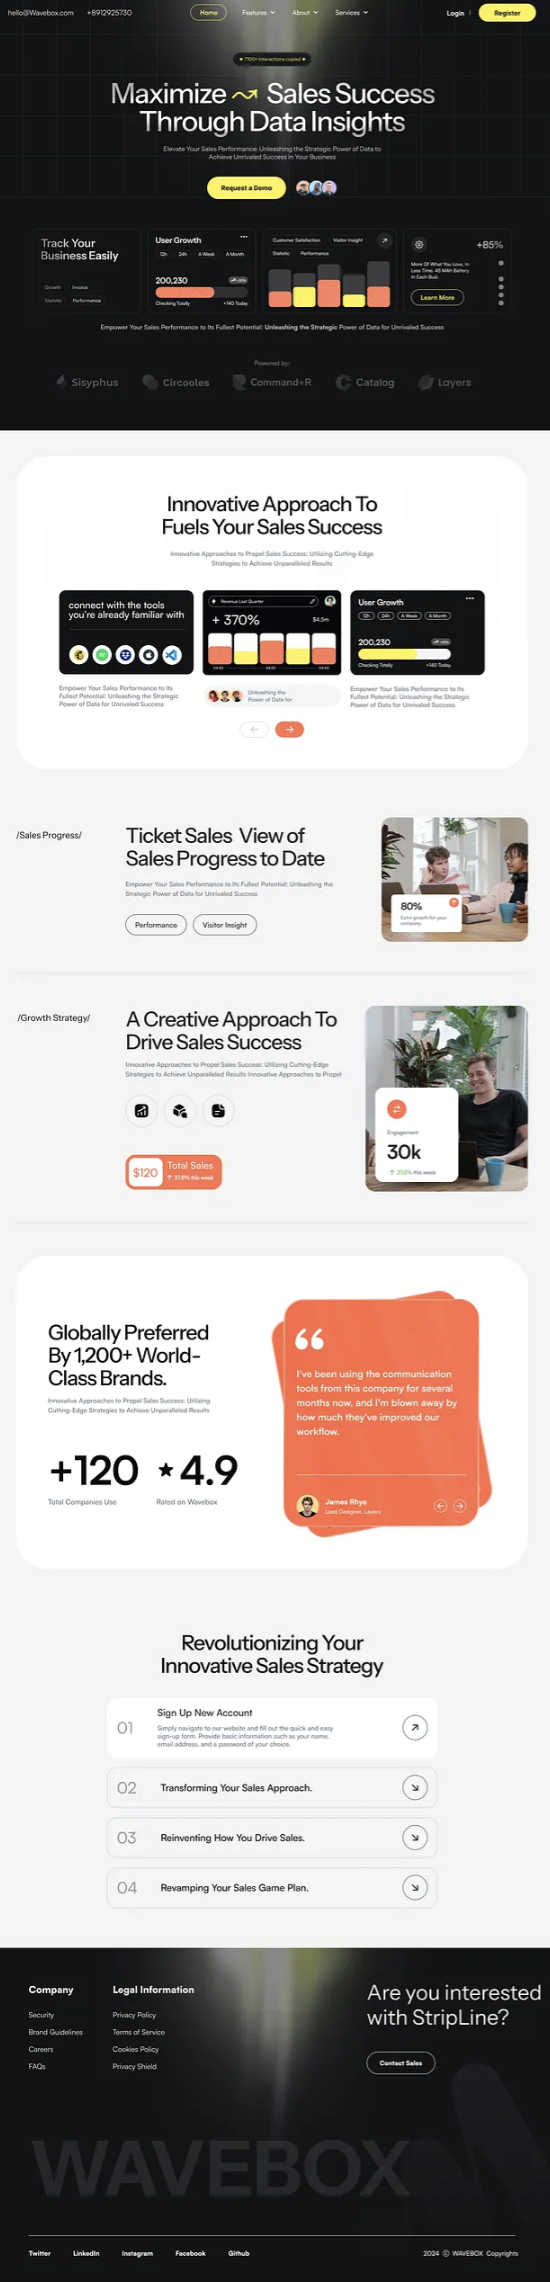 hello@Wavebox.com +8912925730 Home Features About Services Login Register
7100+ Interactions copied
Maximize Sales Success
Through Data Insights
Elevate Your Sales Performance: Unleashing the Strategic Power of Data to
Achieve Unrivaled Success in Your Business
Request a Demo
Track Your
Business Easily
Growth Invoice
Statistic Performance
User Growth
12h 24h A Week A Month
200,230
Checking Totally +140 Today
Customer Satisfaction Visitor Insight
Statistic Performance
+85%
More Of What You Love, In
Less Time. 45 MAh Battery
In Each Bud.
Learn More
Empower Your Sales Performance to Its Fullest Potential: Unleashing the Strategic Power of Data for Unrivaled Success
Powered by:
Sisyphus Circooles Command+R Catalog Layers
Innovative Approach To
Fuels Your Sales Success
Innovative Approaches to Propel Sales Success: Utilizing Cutting-Edge
Strategies to Achieve Unparalleled Results
connect with the tools
you're already familiar with
Empower Your Sales Performance to Its
Fullest Potential: Unleashing the Strategic
Power of Data for Unrivaled Success
Revenue Last Quarter
+ 370% $4.5m
Unleashing the
Power of Data for
User Growth
12h 24h A Week A Month
200,230
Checking Totally +140 Today
Empower Your Sales Performance to Its
Fullest Potential: Unleashing the Strategic
Power of Data for Unrivaled Success
/Sales Progress/
Ticket Sales View of
Sales Progress to Date
Empower Your Sales Performance to Its Fullest Potential: Unleashing the
Strategic Power of Data for Unrivaled Success
Performance Visitor Insight
80%
Extra growth for your
company.
/Growth Strategy/
A Creative Approach To
Drive Sales Success
Innovative Approaches to Propel Sales Success: Utilizing Cutting-Edge
Strategies to Achieve Unparalleled Results Innovative Approaches to Propel
$120 Total Sales
37.8% this week
Engagement
30k
37.8% this week
Globally Preferred
By 1,200+ World-
Class Brands.
Innovative Approaches to Propel Sales Success: Utilizing
Cutting-Edge Strategies to Achieve Unparalleled Results
+120 4.9
Total Companies Use Rated on Wavebox
I've been using the communication
tools from this company for several
months now, and I'm blown away by
how much they've improved our
workflow.
James Rhye
Lead Designer, Layers
Revolutionizing Your
Innovative Sales Strategy
01 Sign Up New Account
Simply navigate to our website and fill out the quick and easy
sign-up form. Provide basic information such as your name,
email address, and a password of your choice.
02 Transforming Your Sales Approach.
03 Reinventing How You Drive Sales.
04 Revamping Your Sales Game Plan.
Company
Security
Brand Guidelines
Careers
FAQs
Legal Information
Privacy Policy
Terms of Service
Cookies Policy
Privacy Shield
Are you interested
with StripLine?
Contact Sales
WAVEBOX
Twitter LinkedIn Instagram Facebook Github 2024 © WAVEBOX Copyrights